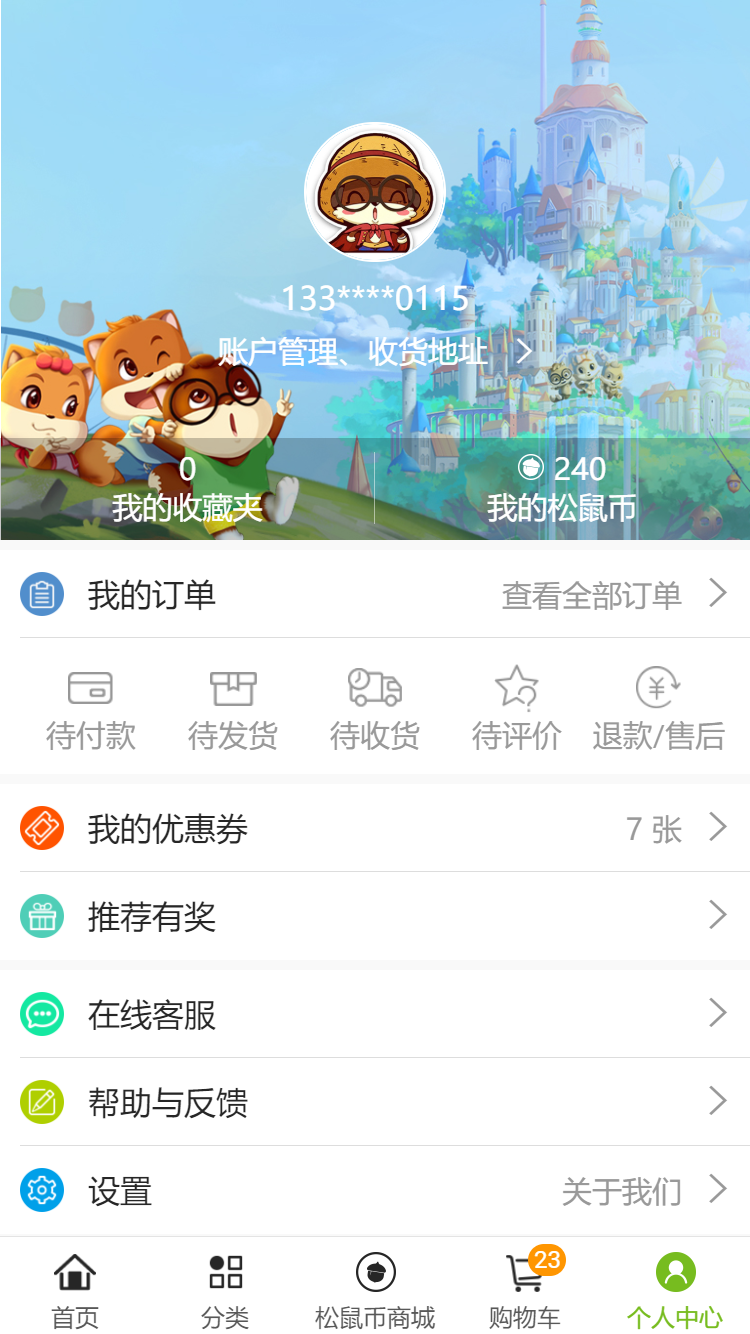 133****0115
账户管理、收货地址
0
我的收藏夹
240
我的松鼠币
我的订单
查看全部订单
待付款
待发货
待收货
待评价
退款/售后
我的优惠券
7 张
推荐有奖
在线客服
帮助与反馈
设置
关于我们
首页
分类
松鼠币商城
23
购物车
个人中心